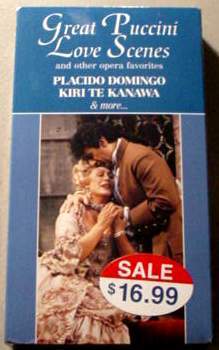 Great Puccini
Love Scenes
and other opera favorites
PLACIDO DOMINGO
KIRI TE KANAWA
& more...
SALE
$16.99